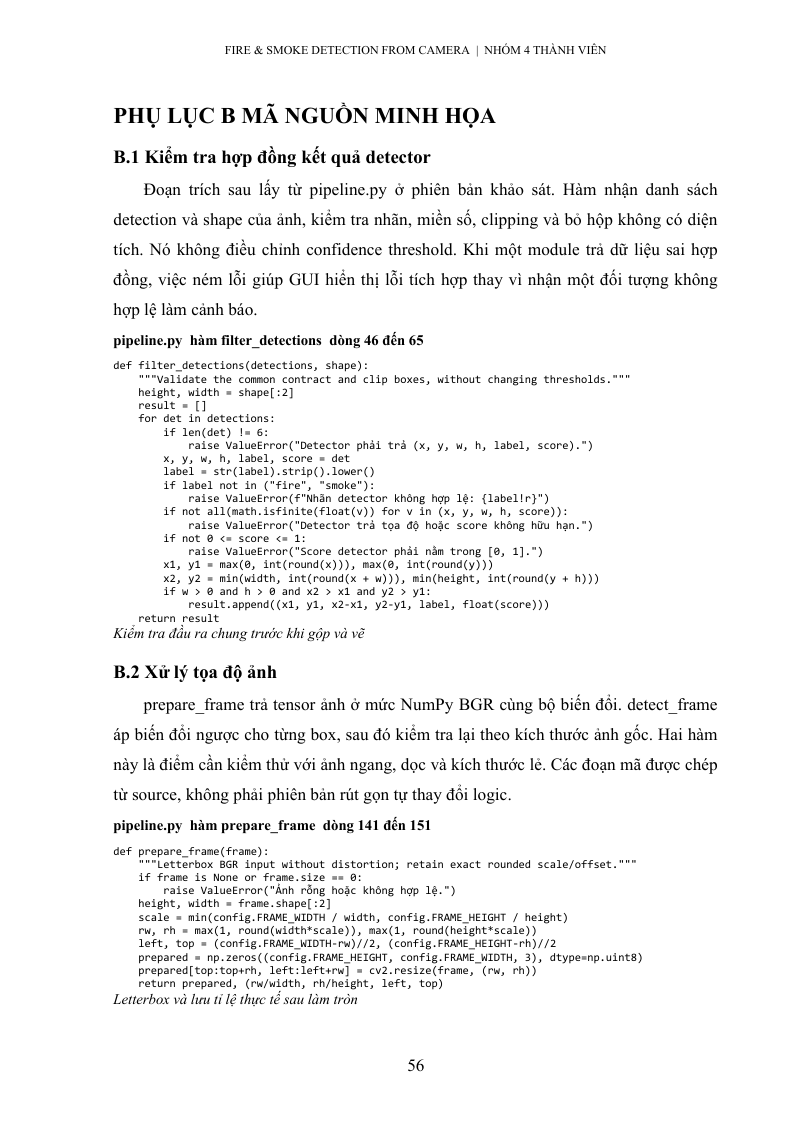 FIRE & SMOKE DETECTION FROM CAMERA | NHÓM 4 THÀNH VIÊN
PHỤ LỤC B MÃ NGUỒN MINH HỌA
B.1 Kiểm tra hợp đồng kết quả detector
Đoạn trích sau lấy từ pipeline.py ở phiên bản khảo sát. Hàm nhận danh sách
detection và shape của ảnh, kiểm tra nhãn, miền số, clipping và bỏ hộp không có diện
tích. Nó không điều chỉnh confidence threshold. Khi một module trả dữ liệu sai hợp
đồng, việc ném lỗi giúp GUI hiển thị lỗi tích hợp thay vì nhận một đối tượng không
hợp lệ làm cảnh báo.
pipeline.py hàm filter_detections dòng 46 đến 65
def filter_detections(detections, shape):
    """Validate the common contract and clip boxes, without changing thresholds."""
    height, width = shape[:2]
    result = []
    for det in detections:
        if len(det) != 6:
            raise ValueError("Detector phải trả (x, y, w, h, label, score).")
        x, y, w, h, label, score = det
        label = str(label).strip().lower()
        if label not in ("fire", "smoke"):
            raise ValueError(f"Nhãn detector không hợp lệ: {label!r}")
        if not all(math.isfinite(float(v)) for v in (x, y, w, h, score)):
            raise ValueError("Detector trả tọa độ hoặc score không hữu hạn.")
        if not 0 <= score <= 1:
            raise ValueError("Score detector phải nằm trong [0, 1].")
        x1, y1 = max(0, int(round(x))), max(0, int(round(y)))
        x2, y2 = min(width, int(round(x + w))), min(height, int(round(y + h)))
        if w > 0 and h > 0 and x2 > x1 and y2 > y1:
            result.append((x1, y1, x2-x1, y2-y1, label, float(score)))
    return result
Kiểm tra đầu ra chung trước khi gộp và vẽ
B.2 Xử lý tọa độ ảnh
prepare_frame trả tensor ảnh ở mức NumPy BGR cùng bộ biến đổi. detect_frame
áp biến đổi ngược cho từng box, sau đó kiểm tra lại theo kích thước ảnh gốc. Hai hàm
này là điểm cần kiểm thử với ảnh ngang, dọc và kích thước lẻ. Các đoạn mã được chép
từ source, không phải phiên bản rút gọn tự thay đổi logic.
pipeline.py hàm prepare_frame dòng 141 đến 151
def prepare_frame(frame):
    """Letterbox BGR input without distortion; retain exact rounded scale/offset."""
    if frame is None or frame.size == 0:
        raise ValueError("Ảnh rỗng hoặc không hợp lệ.")
    height, width = frame.shape[:2]
    scale = min(config.FRAME_WIDTH / width, config.FRAME_HEIGHT / height)
    rw, rh = max(1, round(width*scale)), max(1, round(height*scale))
    left, top = (config.FRAME_WIDTH-rw)//2, (config.FRAME_HEIGHT-rh)//2
    prepared = np.zeros((config.FRAME_HEIGHT, config.FRAME_WIDTH, 3), dtype=np.uint8)
    prepared[top:top+rh, left:left+rw] = cv2.resize(frame, (rw, rh))
    return prepared, (rw/width, rh/height, left, top)
Letterbox và lưu tỉ lệ thực tế sau làm tròn
56